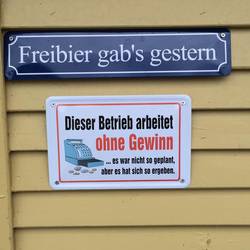 Freibier gab's gestern
Dieser Betrieb arbeitet
ohne Gewinn
... es war nicht so geplant,
aber es hat sich so ergeben.